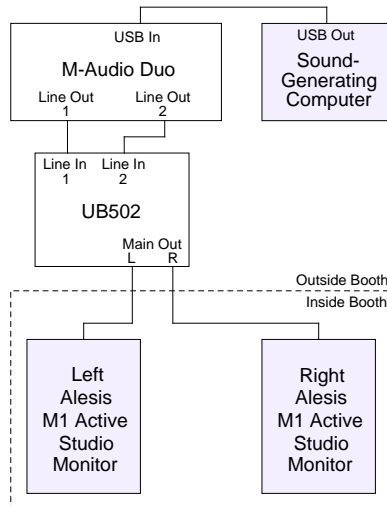 USB In
M-Audio Duo
Line Out
1
Line Out
2
USB Out
Sound-
Generating
Computer
Line In
1
Line In
2
UB502
Main Out
L
R
Outside Booth
Inside Booth
Left
Alesis
M1 Active
Studio
Monitor
Right
Alesis
M1 Active
Studio
Monitor